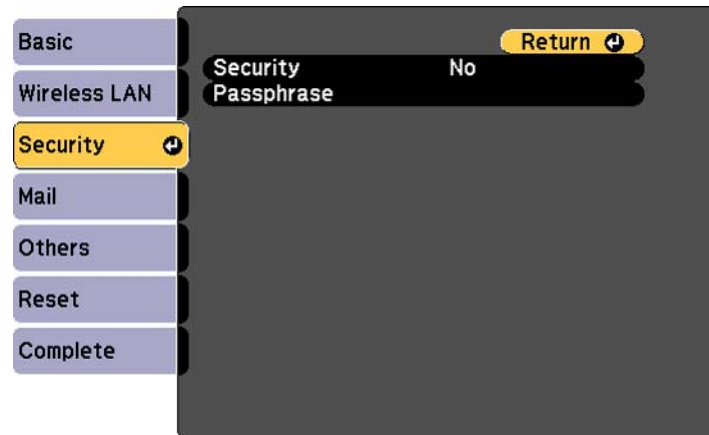 Basic
Wireless LAN
Security
Mail
Others
Reset
Complete
Return
Security No
Passphrase